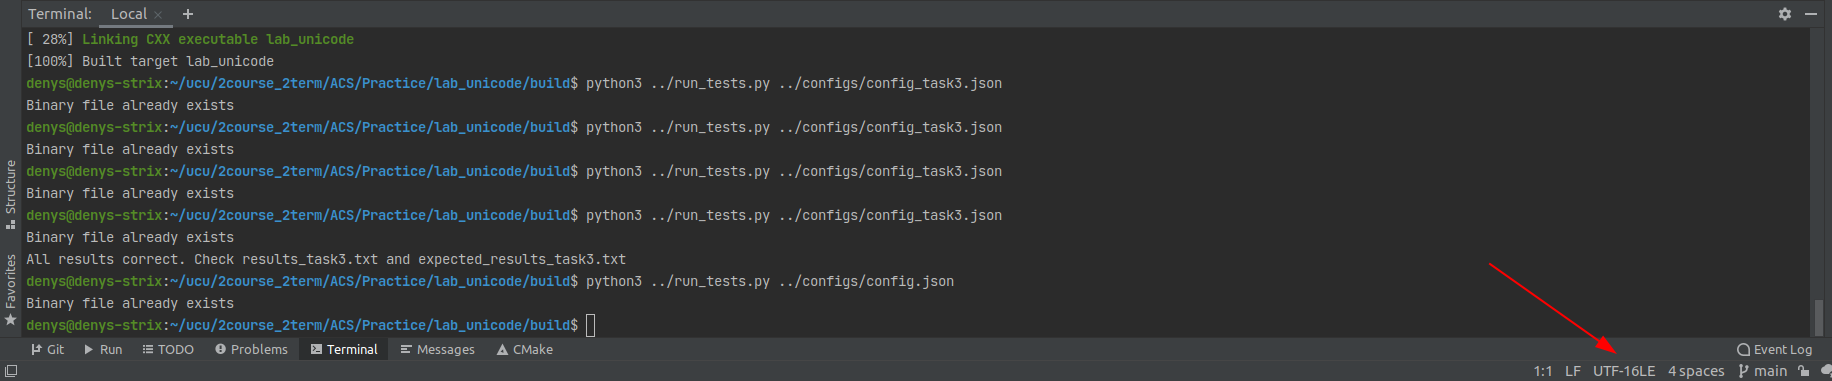 Terminal: Local × +
[ 28%] Linking CXX executable lab_unicode
[100%] Built target lab_unicode
denys@denys-strix:~/ucu/2course_2term/ACS/Practice/lab_unicode/build$ python3 ../run_tests.py ../configs/config_task3.json
Binary file already exists
denys@denys-strix:~/ucu/2course_2term/ACS/Practice/lab_unicode/build$ python3 ../run_tests.py ../configs/config_task3.json
Binary file already exists
denys@denys-strix:~/ucu/2course_2term/ACS/Practice/lab_unicode/build$ python3 ../run_tests.py ../configs/config_task3.json
Binary file already exists
denys@denys-strix:~/ucu/2course_2term/ACS/Practice/lab_unicode/build$ python3 ../run_tests.py ../configs/config_task3.json
Binary file already exists
All results correct. Check results_task3.txt and expected_results_task3.txt
denys@denys-strix:~/ucu/2course_2term/ACS/Practice/lab_unicode/build$ python3 ../run_tests.py ../configs/config.json
Binary file already exists
denys@denys-strix:~/ucu/2course_2term/ACS/Practice/lab_unicode/build$
Structure
Favorites
Git Run TODO Problems Terminal Messages CMake Event Log
1:1 LF UTF-16LE 4 spaces main